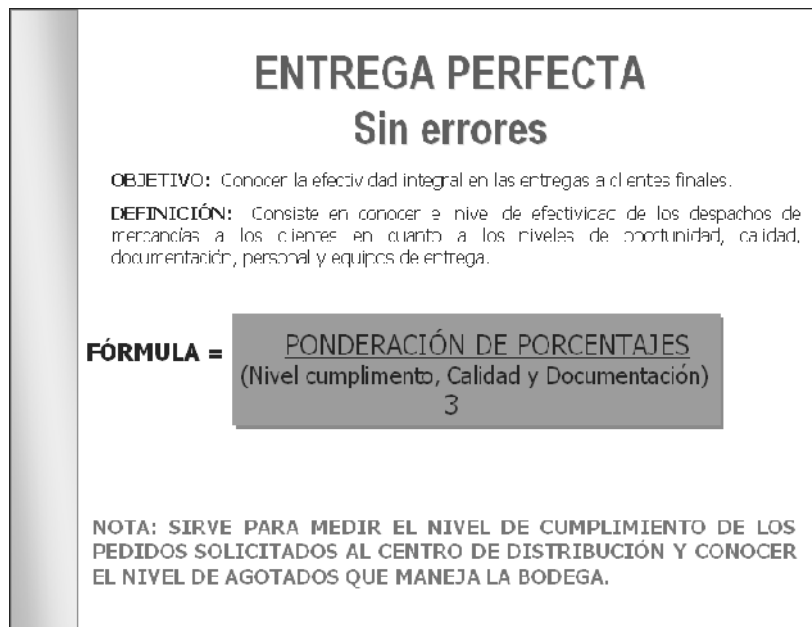 ENTREGA PERFECTA
Sin errores
OBJETIVO: Conocer la efectividad integral en las entregas a clientes finales.
DEFINICIÓN: Consiste en conocer el nivel de efectividad de los despachos de
mercancías a los clientes en cuanto a los niveles de oportunidad, calidad,
documentación, personal y equipos de entrega.
FÓRMULA =
PONDERACIÓN DE PORCENTAJES
(Nivel cumplimento, Calidad y Documentación)
3
NOTA: SIRVE PARA MEDIR EL NIVEL DE CUMPLIMIENTO DE LOS
PEDIDOS SOLICITADOS AL CENTRO DE DISTRIBUCIÓN Y CONOCER
EL NIVEL DE AGOTADOS QUE MANEJA LA BODEGA.